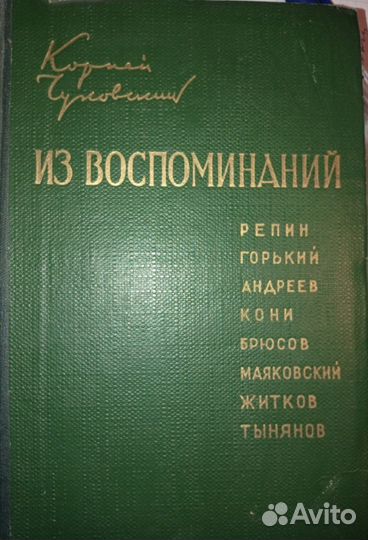 Корней
Чуковский
ИЗ ВОСПОМИНАНИЙ
РЕПИН
ГОРЬКИЙ
АНДРЕЕВ
КОНИ
БРЮСОВ
МАЯКОВСКИЙ
ЖИТКОВ
ТЫНЯНОВ
Avito